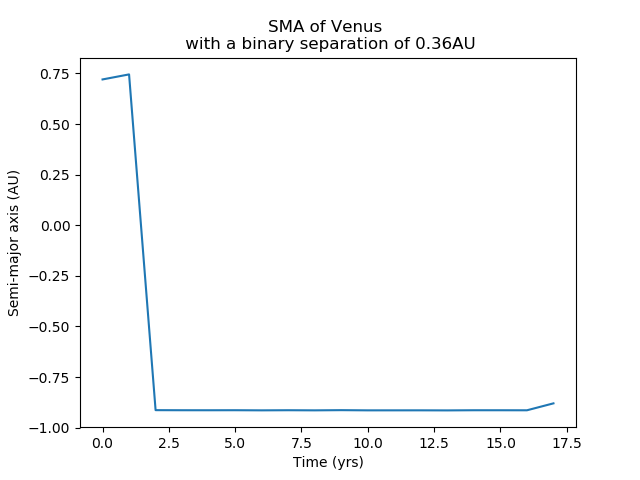 SMA of Venus
with a binary separation of 0.36AU
0.75
0.50
0.25
0.00
−0.25
−0.50
−0.75
−1.00
Semi-major axis (AU)
0.0 2.5 5.0 7.5 10.0 12.5 15.0 17.5
Time (yrs)